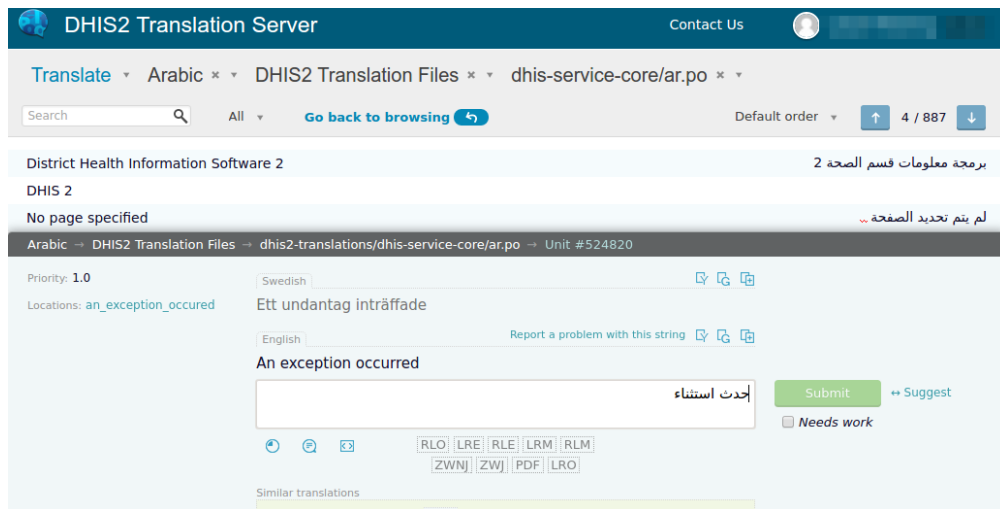 DHIS2 Translation Server Contact Us
Translate Arabic × DHIS2 Translation Files × dhis-service-core/ar.po ×
Search All Go back to browsing Default order 4 / 887
District Health Information Software 2 برمجة معلومات قسم الصحة 2
DHIS 2
No page specified لم يتم تحديد الصفحة
Arabic → DHIS2 Translation Files → dhis2-translations/dhis-service-core/ar.po → Unit #524820
Priority: 1.0
Locations: an_exception_occured
Swedish
Ett undantag inträffade
English Report a problem with this string
An exception occurred
حدث استثناء
Submit ↔ Suggest
Needs work
RLO LRE RLE LRM RLM
ZWNJ ZWJ PDF LRO
Similar translations